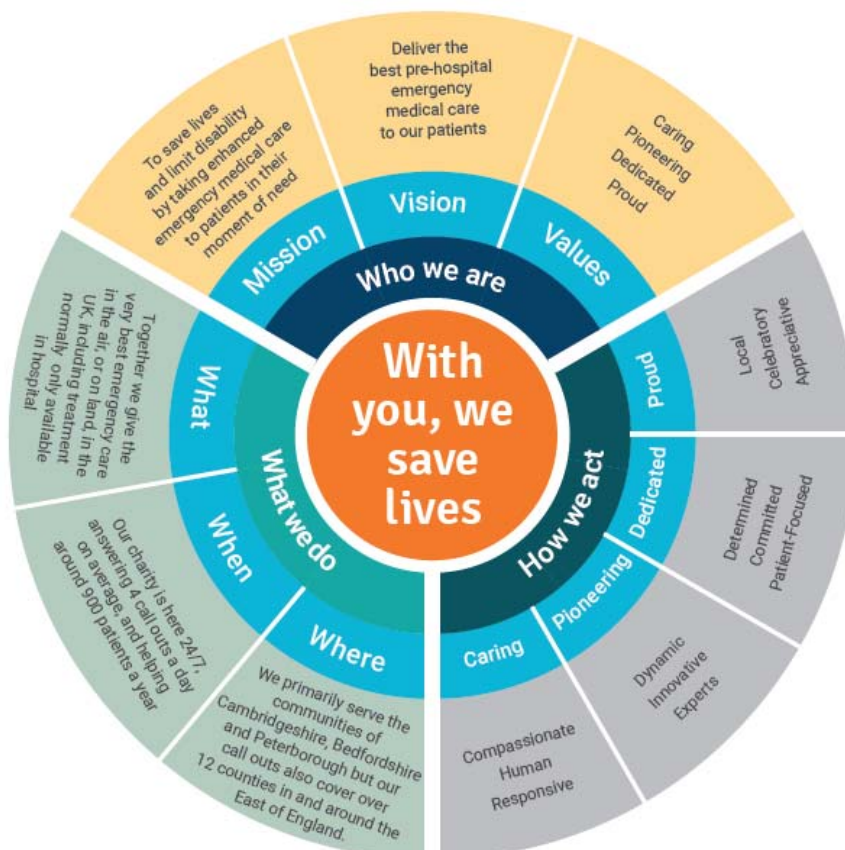 With
you, we
save
lives
Who we are
Mission
To save lives
and limit disability
by taking enhanced
emergency medical care
to patients in their
moment of need
Vision
Deliver the
best pre-hospital
emergency
medical care
to our patients
Values
Caring
Pioneering
Dedicated
Proud
How we act
Proud
Local
Celebratory
Appreciative
Dedicated
Determined
Committed
Patient-Focused
Pioneering
Dynamic
Innovative
Experts
Caring
Compassionate
Human
Responsive
What we do
Where
We primarily serve the
communities of
Cambridgeshire, Bedfordshire
and Peterborough but our
call outs also cover over
12 counties in and around the
East of England.
When
Our charity is here 24/7,
answering 4 call outs a day
on average, and helping
around 900 patients a year
What
Together we give the
very best emergency care
in the air, or on land, in the
UK, including treatment
normally only available
in hospital